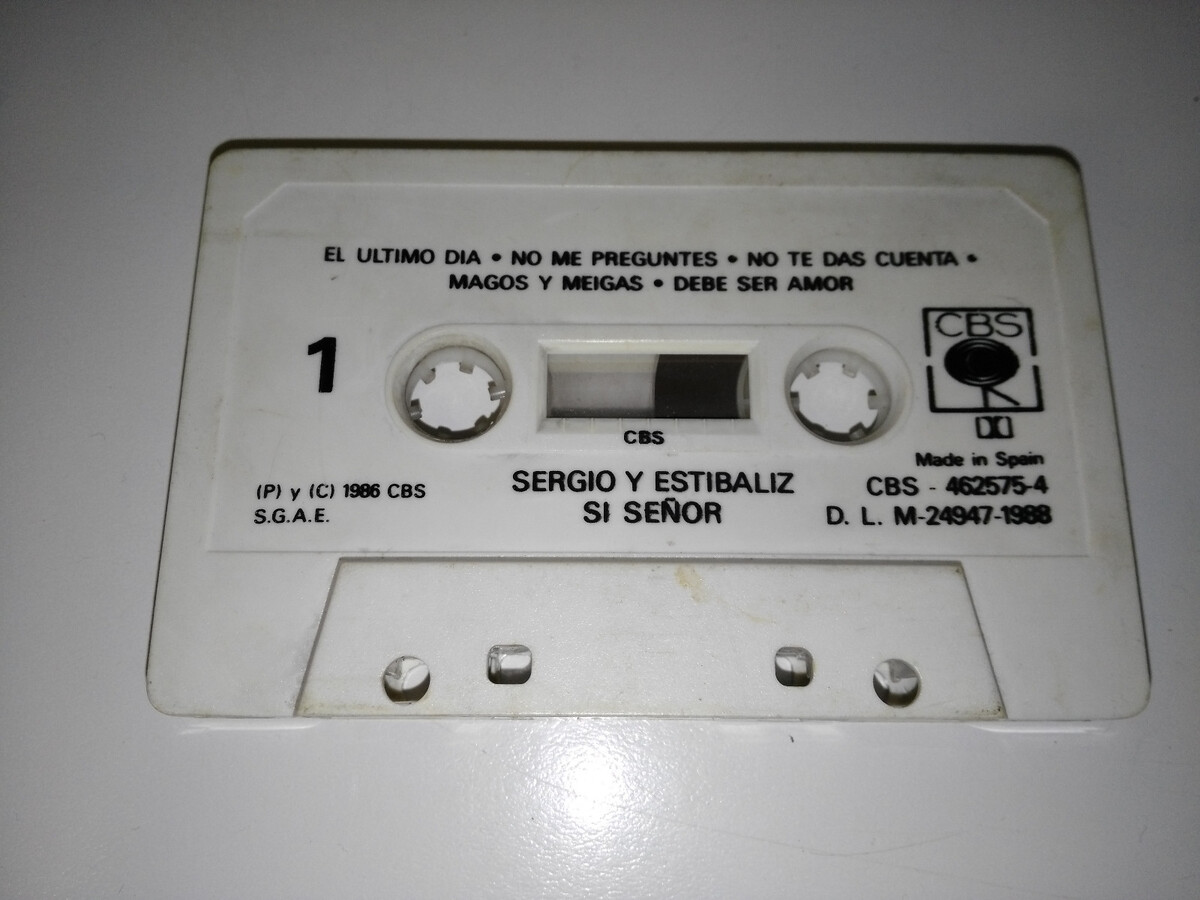 EL ULTIMO DIA • NO ME PREGUNTES • NO TE DAS CUENTA •
MAGOS Y MEIGAS • DEBE SER AMOR
1
CBS
CBS
Made in Spain
(P) y (C) 1986 CBS
S.G.A.E.
SERGIO Y ESTIBALIZ
SI SEÑOR
CBS - 462575-4
D. L. M-24947-1988